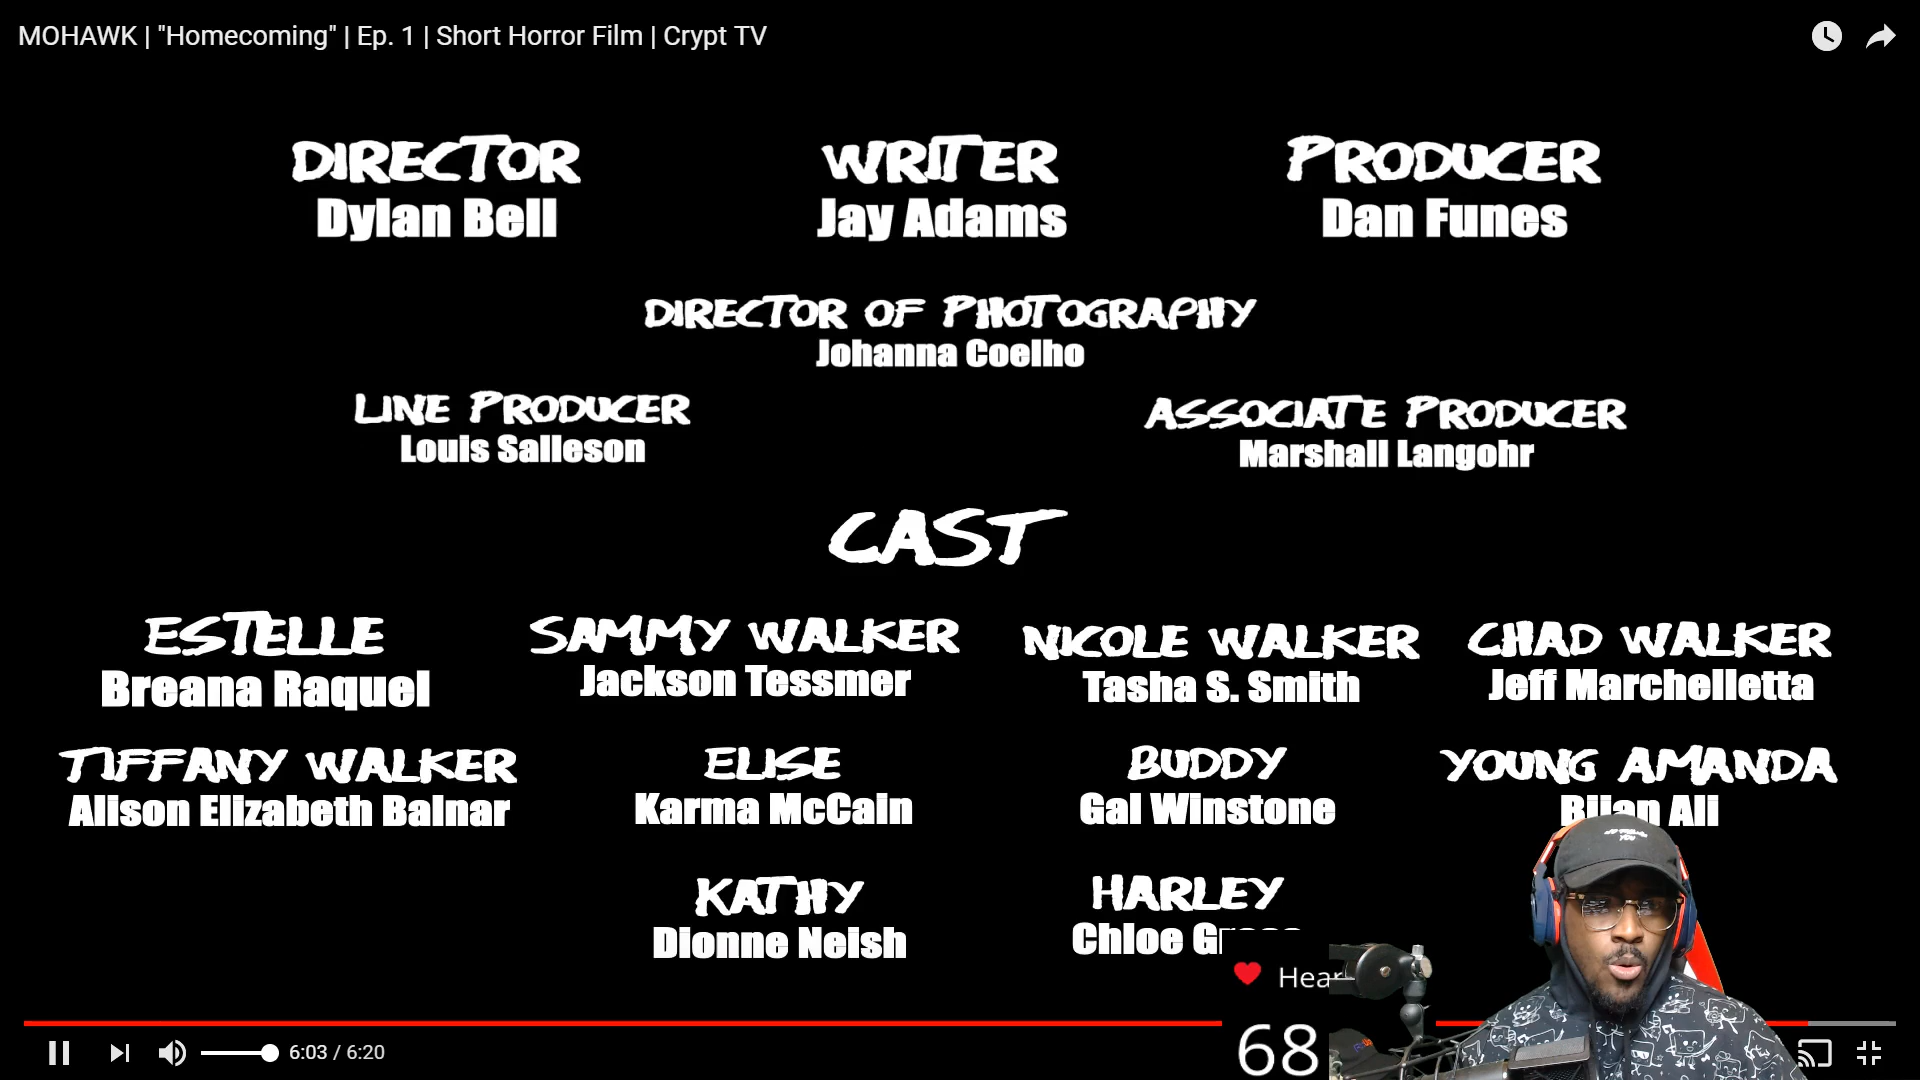 MOHAWK | "Homecoming" | Ep. 1 | Short Horror Film | Crypt TV
DIRECTOR WRITER PRODUCER
Dylan Bell Jay Adams Dan Funes
DIRECTOR OF PHOTOGRAPHY
Johanna Coelho
LINE PRODUCER ASSOCIATE PRODUCER
Louis Salleson Marshall Langohr
CAST
ESTELLE SAMMY WALKER NICOLE WALKER CHAD WALKER
Breana Raquel Jackson Tessmer Tasha S. Smith Jeff Marchelletta
TIFFANY WALKER ELISE BUDDY YOUNG AMANDA
Alison Elizabeth Balnar Karma McCain Gal Winstone Ali
KATHY HARLEY
Dionne Neish Chloe
68
6:03 / 6:20